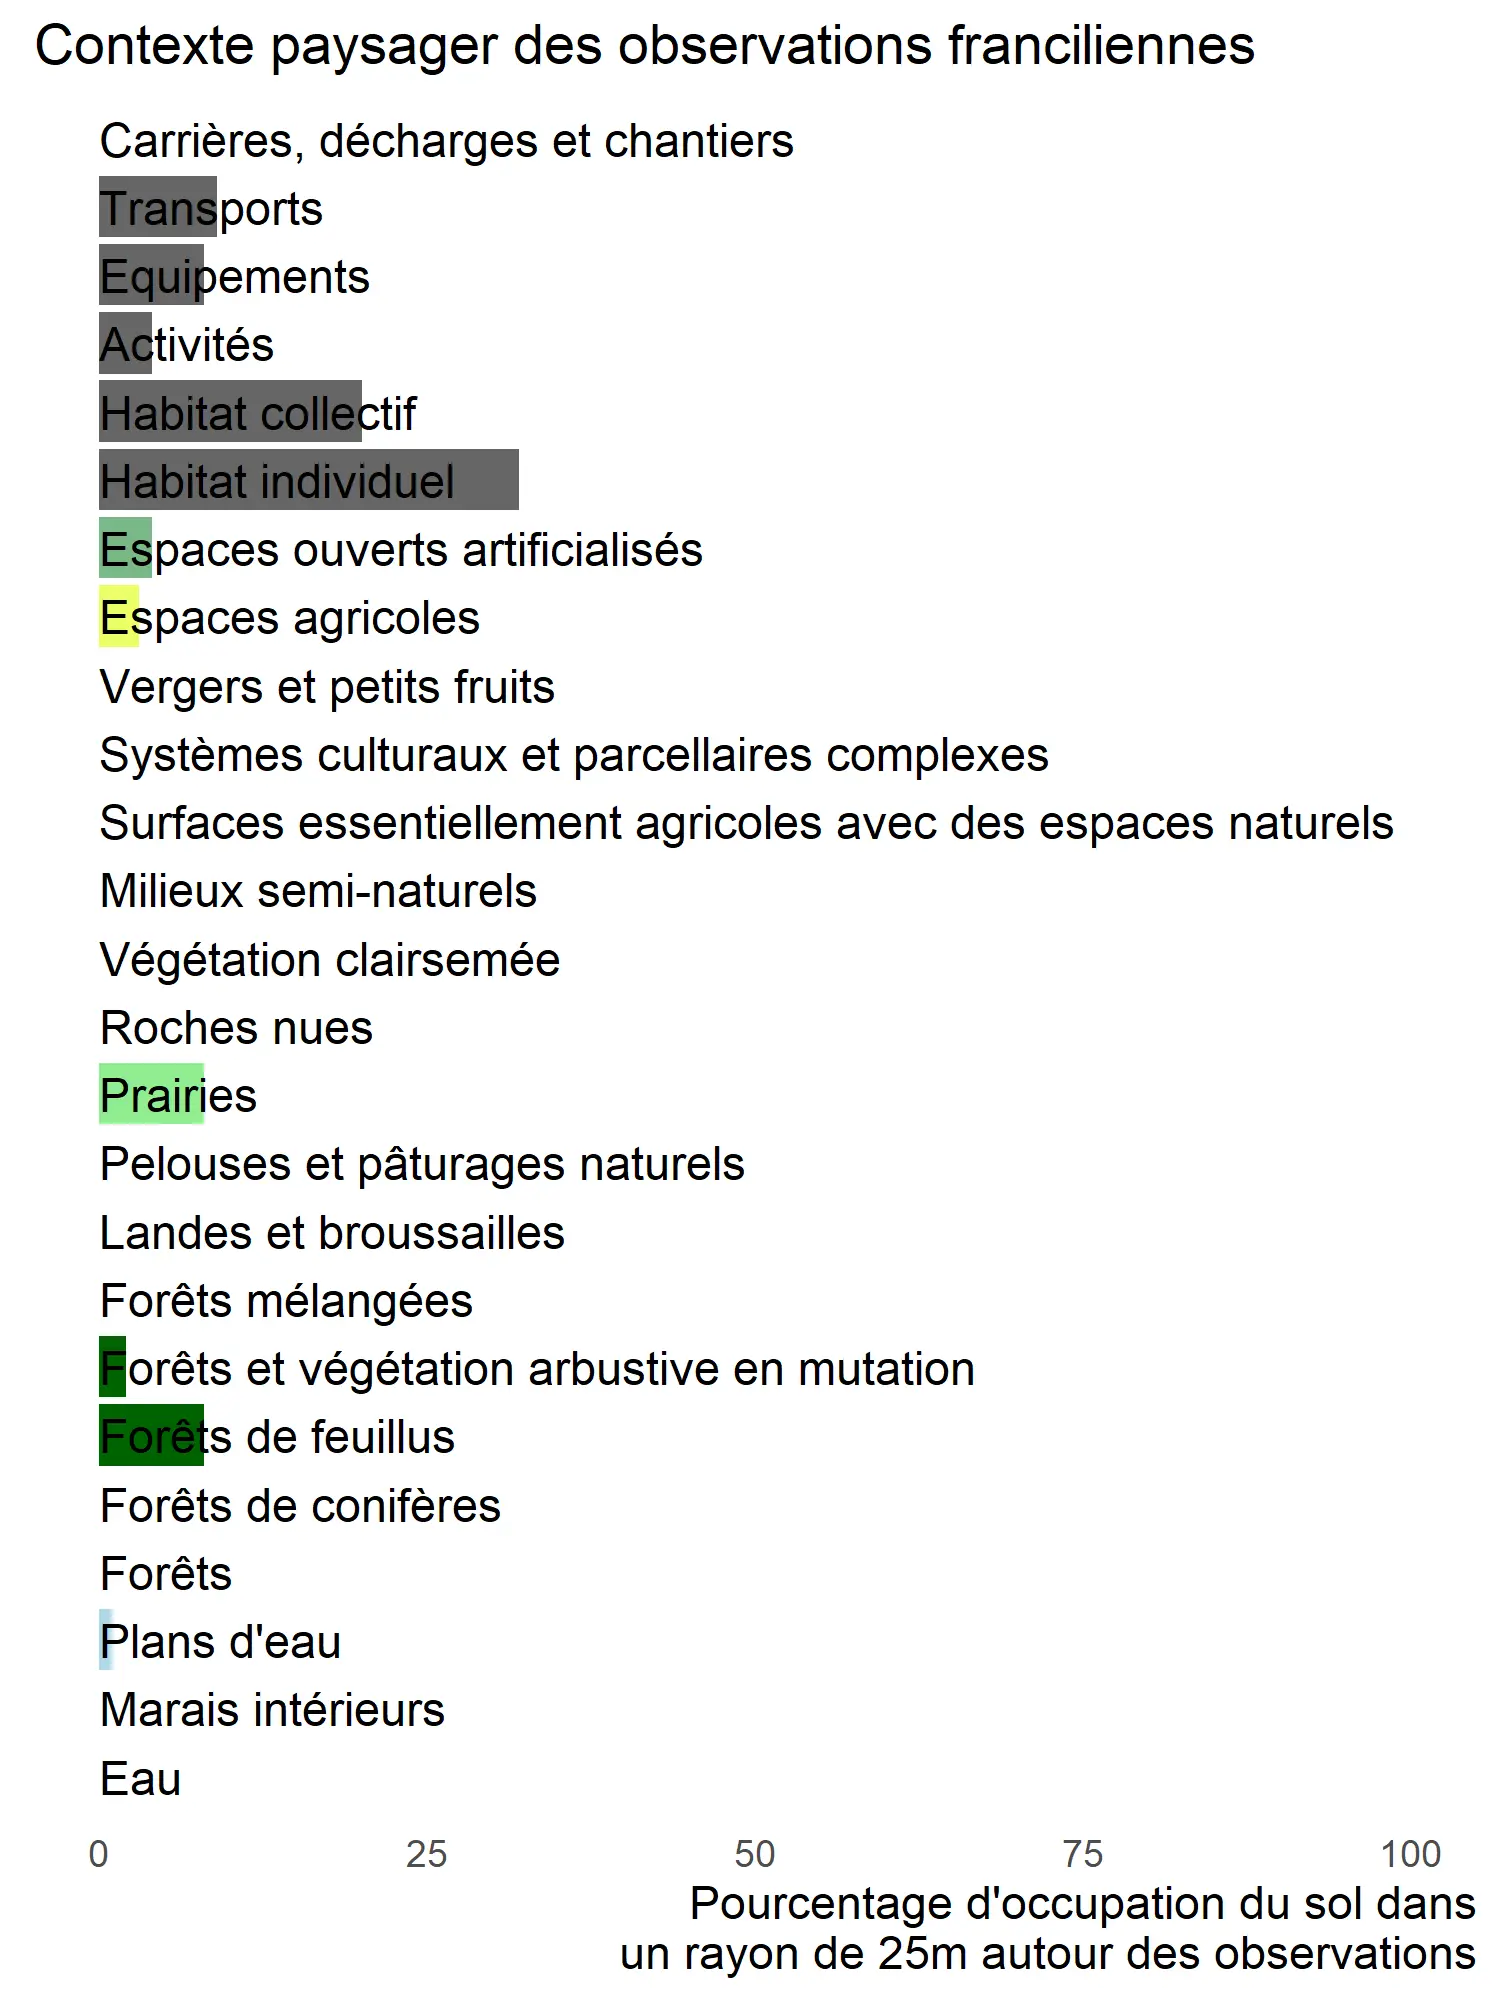 Contexte paysager des observations franciliennes
Carrières, décharges et chantiers
Transports
Equipements
Activités
Habitat collectif
Habitat individuel
Espaces ouverts artificialisés
Espaces agricoles
Vergers et petits fruits
Systèmes culturaux et parcellaires complexes
Surfaces essentiellement agricoles avec des espaces naturels
Milieux semi-naturels
Végétation clairsemée
Roches nues
Prairies
Pelouses et pâturages naturels
Landes et broussailles
Forêts mélangées
Forêts et végétation arbustive en mutation
Forêts de feuillus
Forêts de conifères
Forêts
Plans d'eau
Marais intérieurs
Eau
0 25 50 75 100
Pourcentage d'occupation du sol dans
un rayon de 25m autour des observations